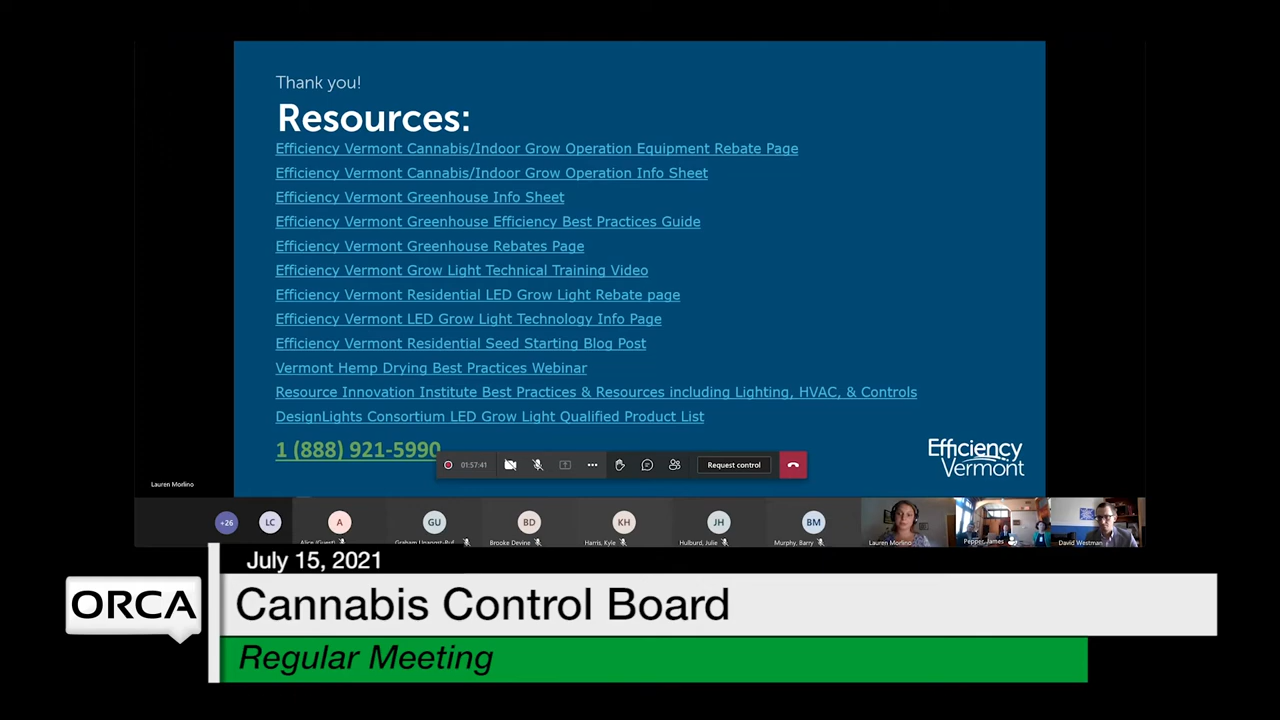 Thank you!
Resources:
Efficiency Vermont Cannabis/Indoor Grow Operation Equipment Rebate Page
Efficiency Vermont Cannabis/Indoor Grow Operation Info Sheet
Efficiency Vermont Greenhouse Info Sheet
Efficiency Vermont Greenhouse Efficiency Best Practices Guide
Efficiency Vermont Greenhouse Rebates Page
Efficiency Vermont Grow Light Technical Training Video
Efficiency Vermont Residential LED Grow Light Rebate page
Efficiency Vermont LED Grow Light Technology Info Page
Efficiency Vermont Residential Seed Starting Blog Post
Vermont Hemp Drying Best Practices Webinar
Resource Innovation Institute Best Practices & Resources including Lighting, HVAC, & Controls
DesignLights Consortium LED Grow Light Qualified Product List
1 (888) 921-5990
Efficiency
Vermont
01:57:41
Request control
Lauren Morlino
+26 LC A GU BD KH JH BM
Alice (Guest) Graham Brooke Devine Harris, Kyle Hulburd, Julie Murphy, Barry Lauren Morlino Pepper, James David Westman
July 15, 2021
ORCA
Cannabis Control Board
Regular Meeting